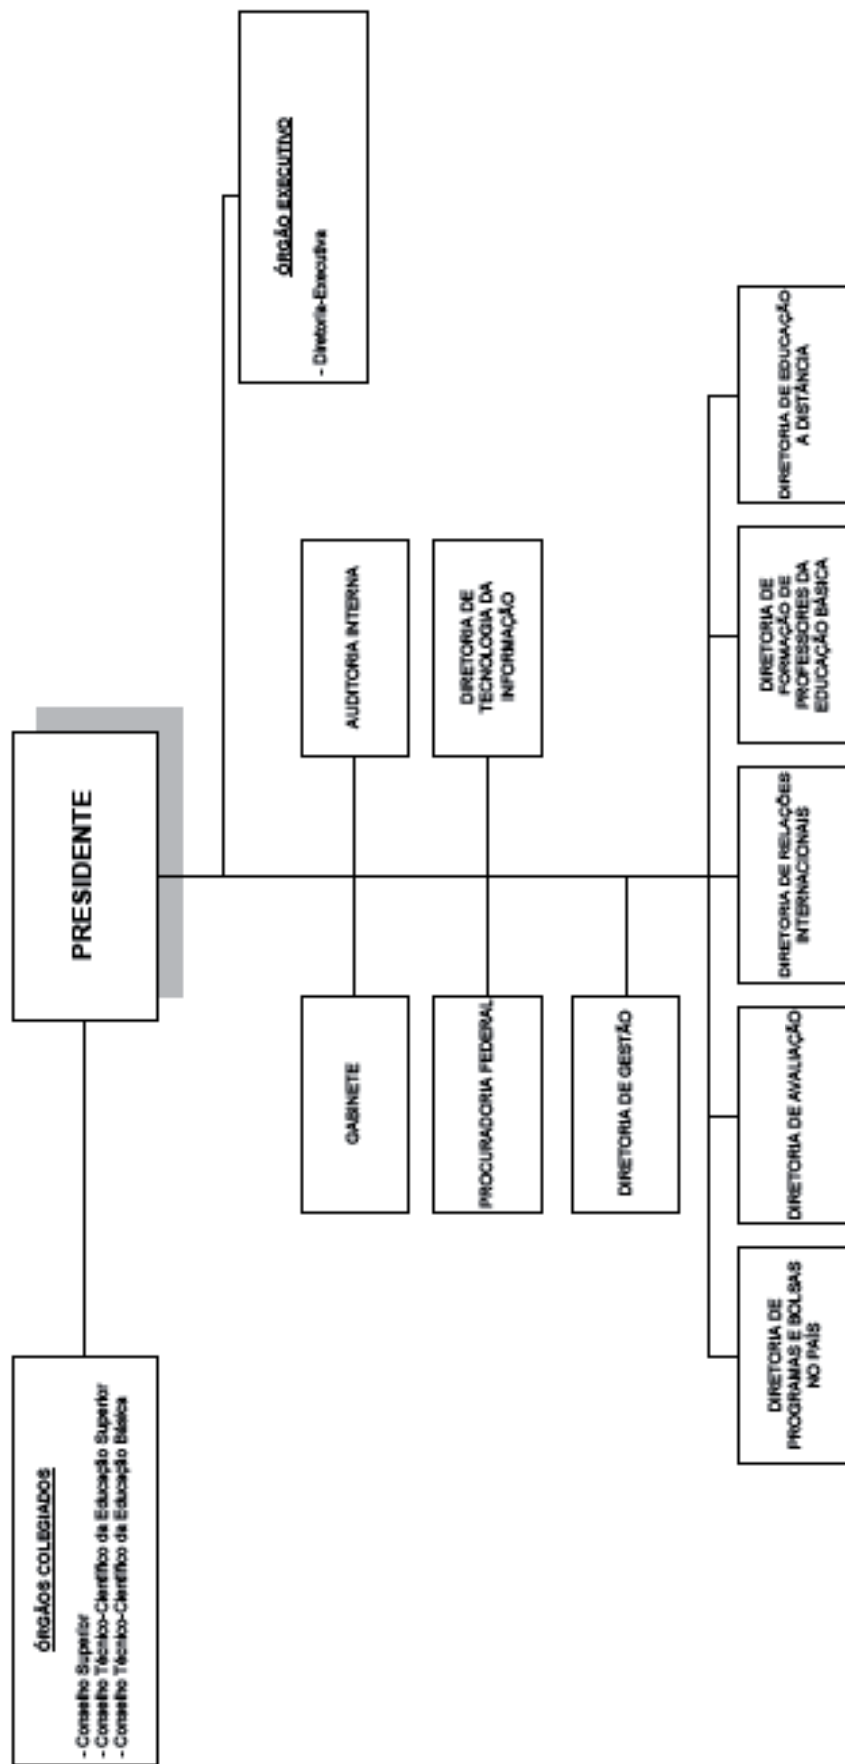 ÓRGÃOS COLEGIADOS
- Conselho Superior
- Conselho Técnico-Científico da Educação Superior
- Conselho Técnico-Científico da Educação Básica
PRESIDENTE
ÓRGÃO EXECUTIVO
- Diretoria-Executiva
GABINETE
AUDITORIA INTERNA
PROCURADORIA FEDERAL
DIRETORIA DE
TECNOLOGIA DA
INFORMAÇÃO
DIRETORIA DE GESTÃO
DIRETORIA DE
PROGRAMAS E BOLSAS
NO PAÍS
DIRETORIA DE AVALIAÇÃO
DIRETORIA DE RELAÇÕES
INTERNACIONAIS
DIRETORIA DE
FORMAÇÃO DE
PROFESSORES DA
EDUCAÇÃO BÁSICA
DIRETORIA DE EDUCAÇÃO
A DISTÂNCIA